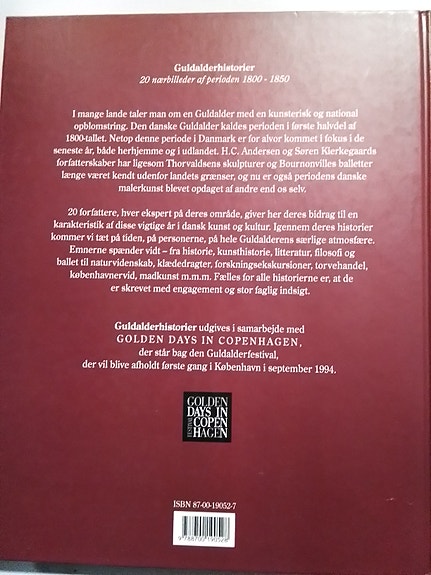 Guldalderhistorier
20 nærbilleder af perioden 1800 - 1850
I mange lande taler man om en Guldalder med en kunsterisk og national
opblomstring. Den danske Guldalder kaldes perioden i første halvdel af
1800-tallet. Netop denne periode i Danmark er for alvor kommet i fokus i de
seneste år, både herhjemme og i udlandet. H.C. Andersen og Søren Kierkegaards
forfatterskaber har ligesom Thorvaldsens skulpturer og Bournonvilles balletter
længe været kendt udenfor landets grænser, og nu er også periodens danske
malerkunst blevet opdaget af andre end os selv.
20 forfattere, hver ekspert på deres område, giver her deres bidrag til en
karakteristik af disse vigtige år i dansk kunst og kultur. Igennem deres historier
kommer vi tæt på tiden, på personerne, på hele Guldalderens særlige atmosfære.
Emnerne spænder vidt – fra historie, kunsthistorie, litteratur, filosofi og
ballet til naturvidenskab, klædedragter, forskningsekskursioner, torvehandel,
københavnervid, madkunst m.m.m. Fælles for alle historierne er, at de
er skrevet med engagement og stor faglig indsigt.
Guldalderhistorier udgives i samarbejde med
GOLDEN DAYS IN COPENHAGEN,
der står bag den Guldalderfestival,
der vil blive afholdt første gang i København i september 1994.
GOLDEN
DAYS IN
COPEN
HAGEN
FESTIVAL
ISBN 87-00-19052-7
9 788700 190528